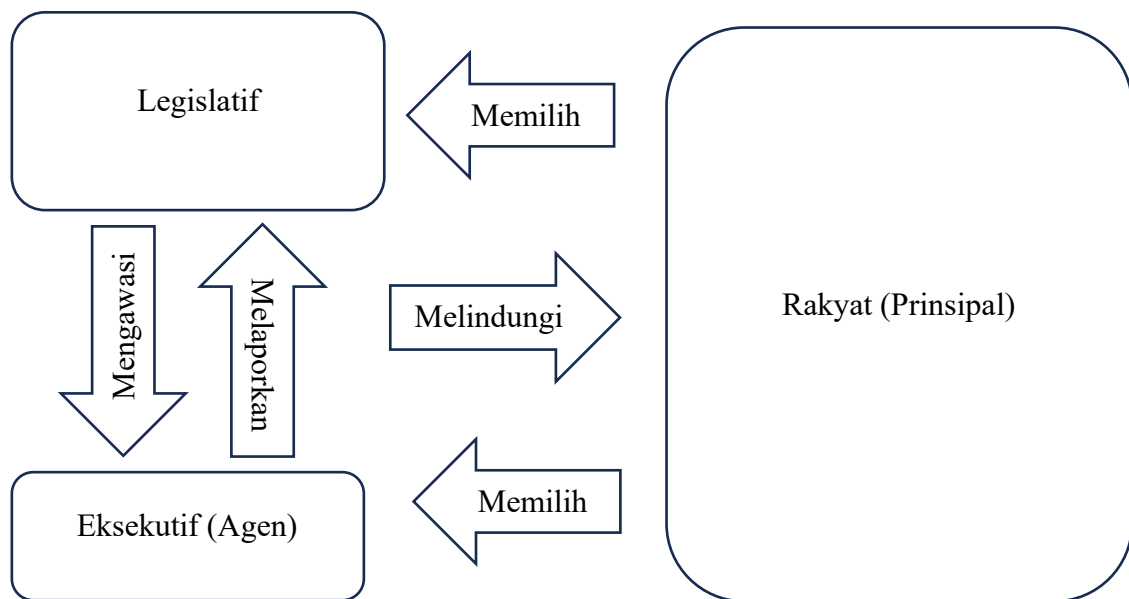 Legislatif
Memilih
Rakyat (Prinsipal)
Mengawasi
Melaporkan
Melindungi
Eksekutif (Agen)
Memilih